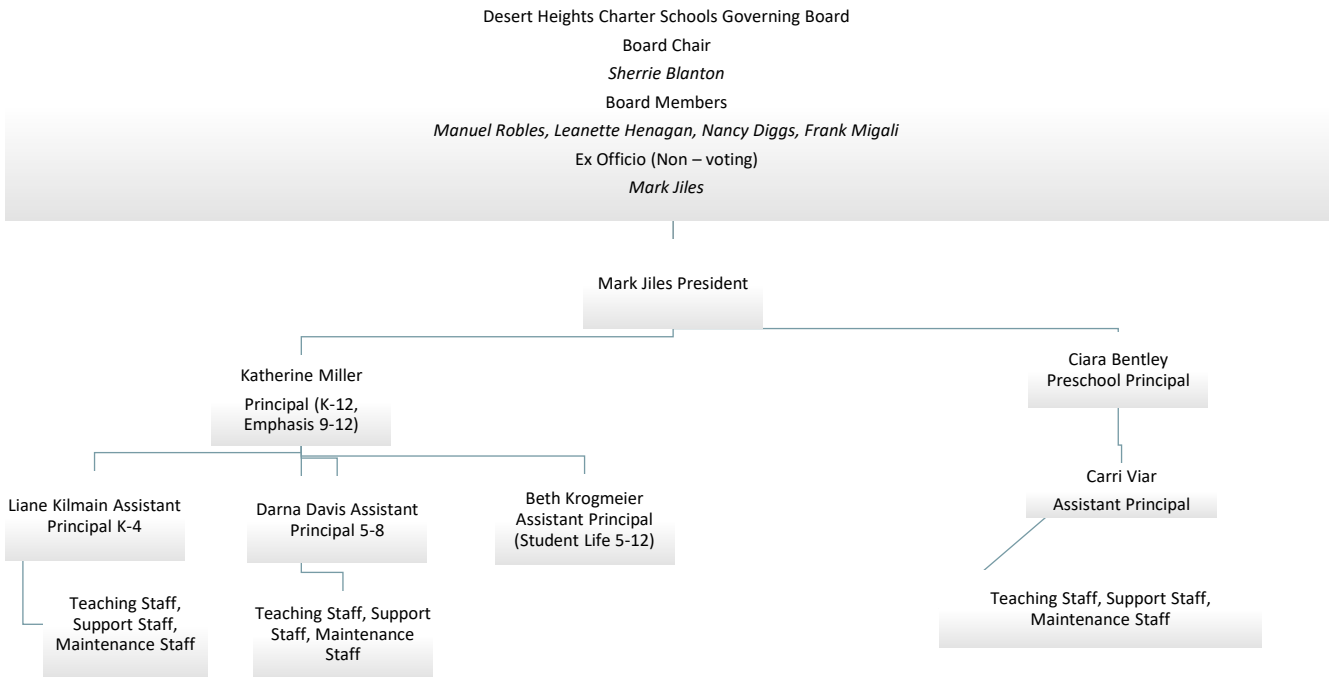 Desert Heights Charter Schools Governing Board
Board Chair
Sherrie Blanton
Board Members
Manuel Robles, Leanette Henagan, Nancy Diggs, Frank Migali
Ex Officio (Non – voting)
Mark Jiles
Mark Jiles President
Katherine Miller
Principal (K-12,
Emphasis 9-12)
Ciara Bentley
Preschool Principal
Liane Kilmain Assistant
Principal K-4
Darna Davis Assistant
Principal 5-8
Beth Krogmeier
Assistant Principal
(Student Life 5-12)
Carri Viar
Assistant Principal
Teaching Staff,
Support Staff,
Maintenance Staff
Teaching Staff, Support
Staff, Maintenance
Staff
Teaching Staff, Support Staff,
Maintenance Staff